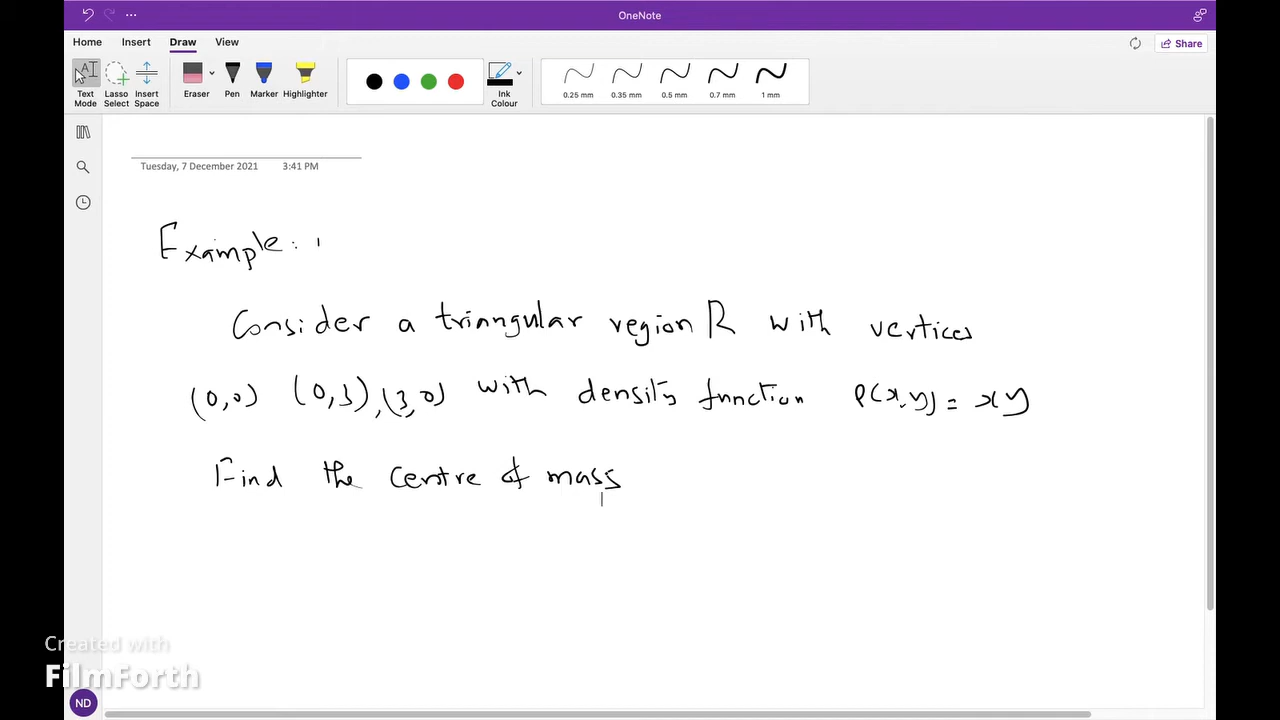 OneNote
Home Insert Draw View
Share
Text Mode
Lasso Select
Insert Space
Eraser
Pen
Marker
Highlighter
Ink Colour
0.25 mm 0.35 mm 0.5 mm 0.7 mm 1 mm
Tuesday, 7 December 2021 3:41 PM
Example:
Consider a triangular region R with vertices
(0,0) (0,3), (3,0) with density function ρ(x,y) = xy
Find the centre of mass
Created with
FilmForth
ND